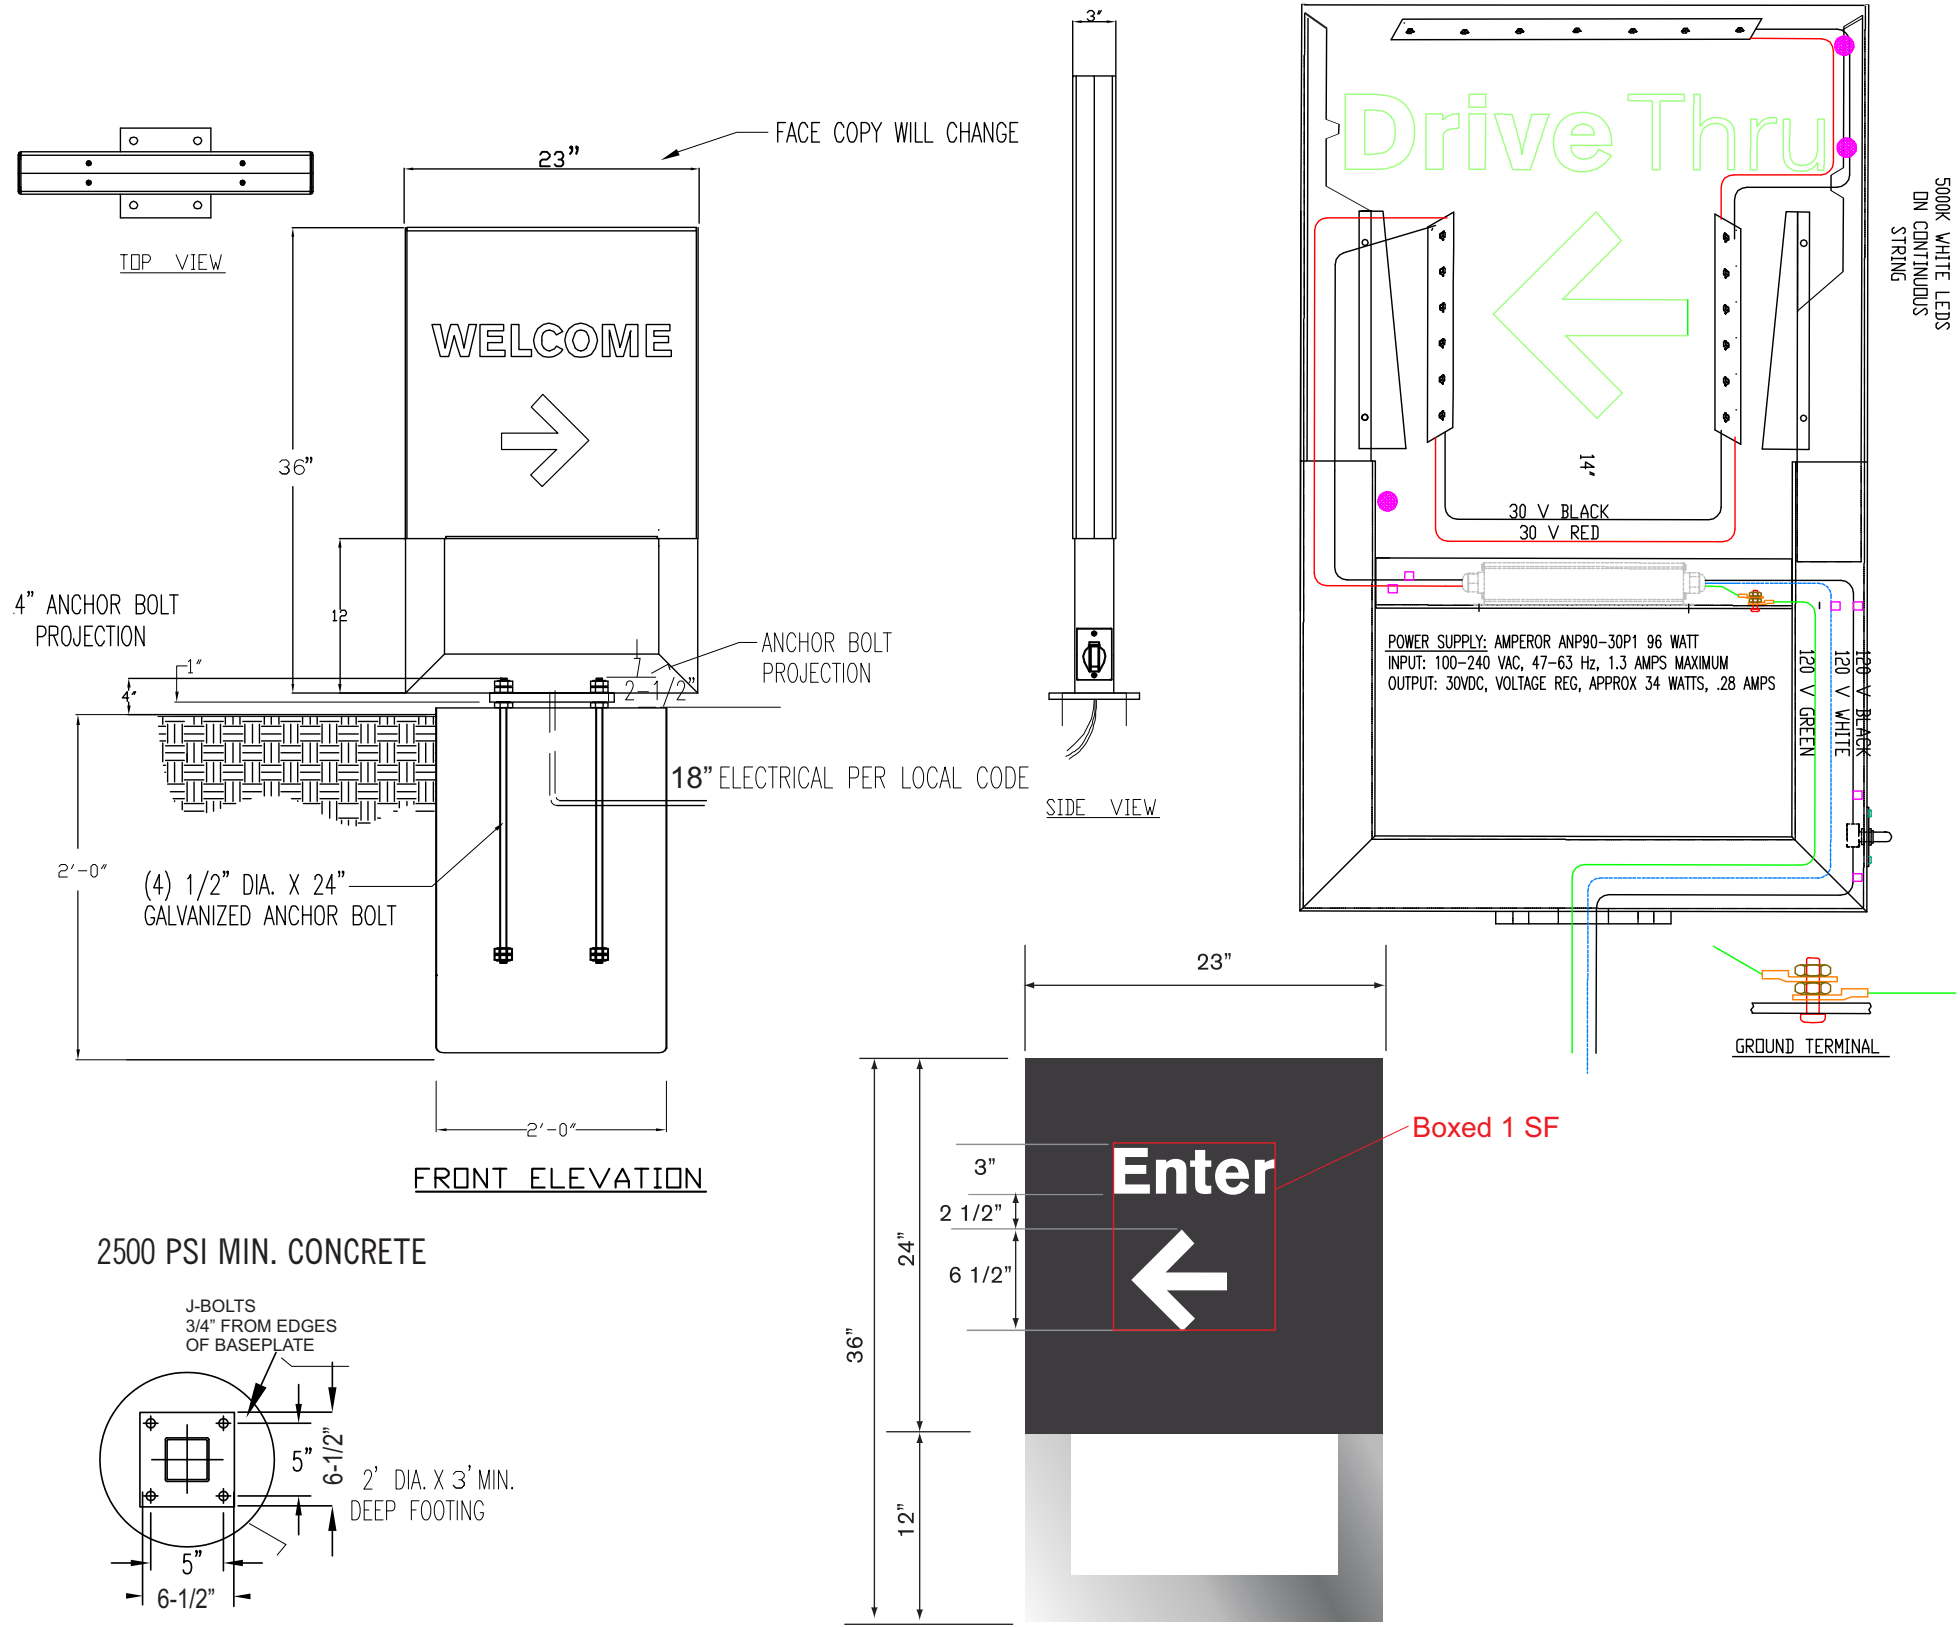 TOP VIEW
23”
FACE COPY WILL CHANGE
WELCOME
36”
12
.4” ANCHOR BOLT
PROJECTION
1”
4”
ANCHOR BOLT
PROJECTION
2-1/2”
18” ELECTRICAL PER LOCAL CODE
2'-0”
(4) 1/2” DIA. X 24”
GALVANIZED ANCHOR BOLT
2'-0”
FRONT ELEVATION
3”
SIDE VIEW
Drive Thru
5000K WHITE LEDS
ON CONTINUOUS
STRING
14”
30 V BLACK
30 V RED
POWER SUPPLY: AMPEROR ANP90-30P1 96 WATT
INPUT: 100-240 VAC, 47-63 Hz, 1.3 AMPS MAXIMUM
OUTPUT: 30VDC, VOLTAGE REG, APPROX 34 WATTS, .28 AMPS
120 V BLACK
120 V WHITE
120 V GREEN
GROUND TERMINAL
2500 PSI MIN. CONCRETE
J-BOLTS
3/4” FROM EDGES
OF BASEPLATE
5”
6-1/2”
2' DIA. X 3' MIN.
DEEP FOOTING
5”
6-1/2”
23”
Boxed 1 SF
Enter
3”
2 1/2”
6 1/2”
24”
36”
12”